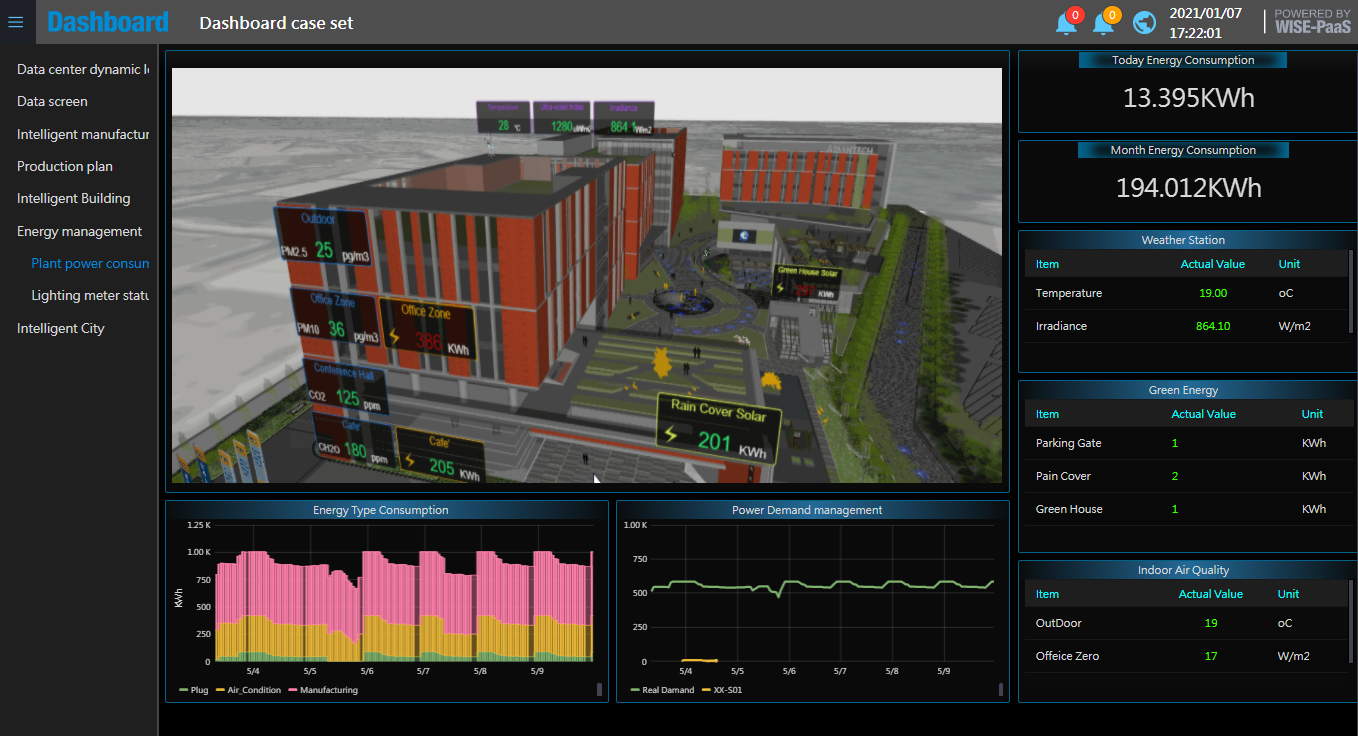 Dashboard
Dashboard case set
0
0
2021/01/07
17:22:01
POWERED BY
WISE-PaaS
Data center dynamic l
Data screen
Intelligent manufactur
Production plan
Intelligent Building
Energy management
Plant power consun
Lighting meter statu
Intelligent City
Temperature
28 °C
1280
Irradiance
864.1 W/m2
ADVANTECH
Outdoor
PM2.5 25 pg/m3
Office Zone
PM10 36 pg/m3
Office Zone
386 KWh
Conference Hall
CO2 125 ppm
Cafe'
CH2O 180 ppm
Cafe'
205 KWh
Green House Solar
KWh
Rain Cover Solar
201 KWh
Today Energy Consumption
13.395KWh
Month Energy Consumption
194.012KWh
Weather Station
Item Actual Value Unit
Temperature 19.00 oC
Irradiance 864.10 W/m2
Green Energy
Item Actual Value Unit
Parking Gate 1 KWh
Pain Cover 2 KWh
Green House 1 KWh
Indoor Air Quality
Item Actual Value Unit
OutDoor 19 oC
Offeice Zero 17 W/m2
Energy Type Consumption
KWh
1.25 K
1.00 K
750
500
250
0
5/4 5/5 5/6 5/7 5/8 5/9
Plug Air_Condition Manufacturing
Power Demand management
1.00 K
750
500
250
0
5/4 5/5 5/6 5/7 5/8 5/9
Real Damand XX-S01